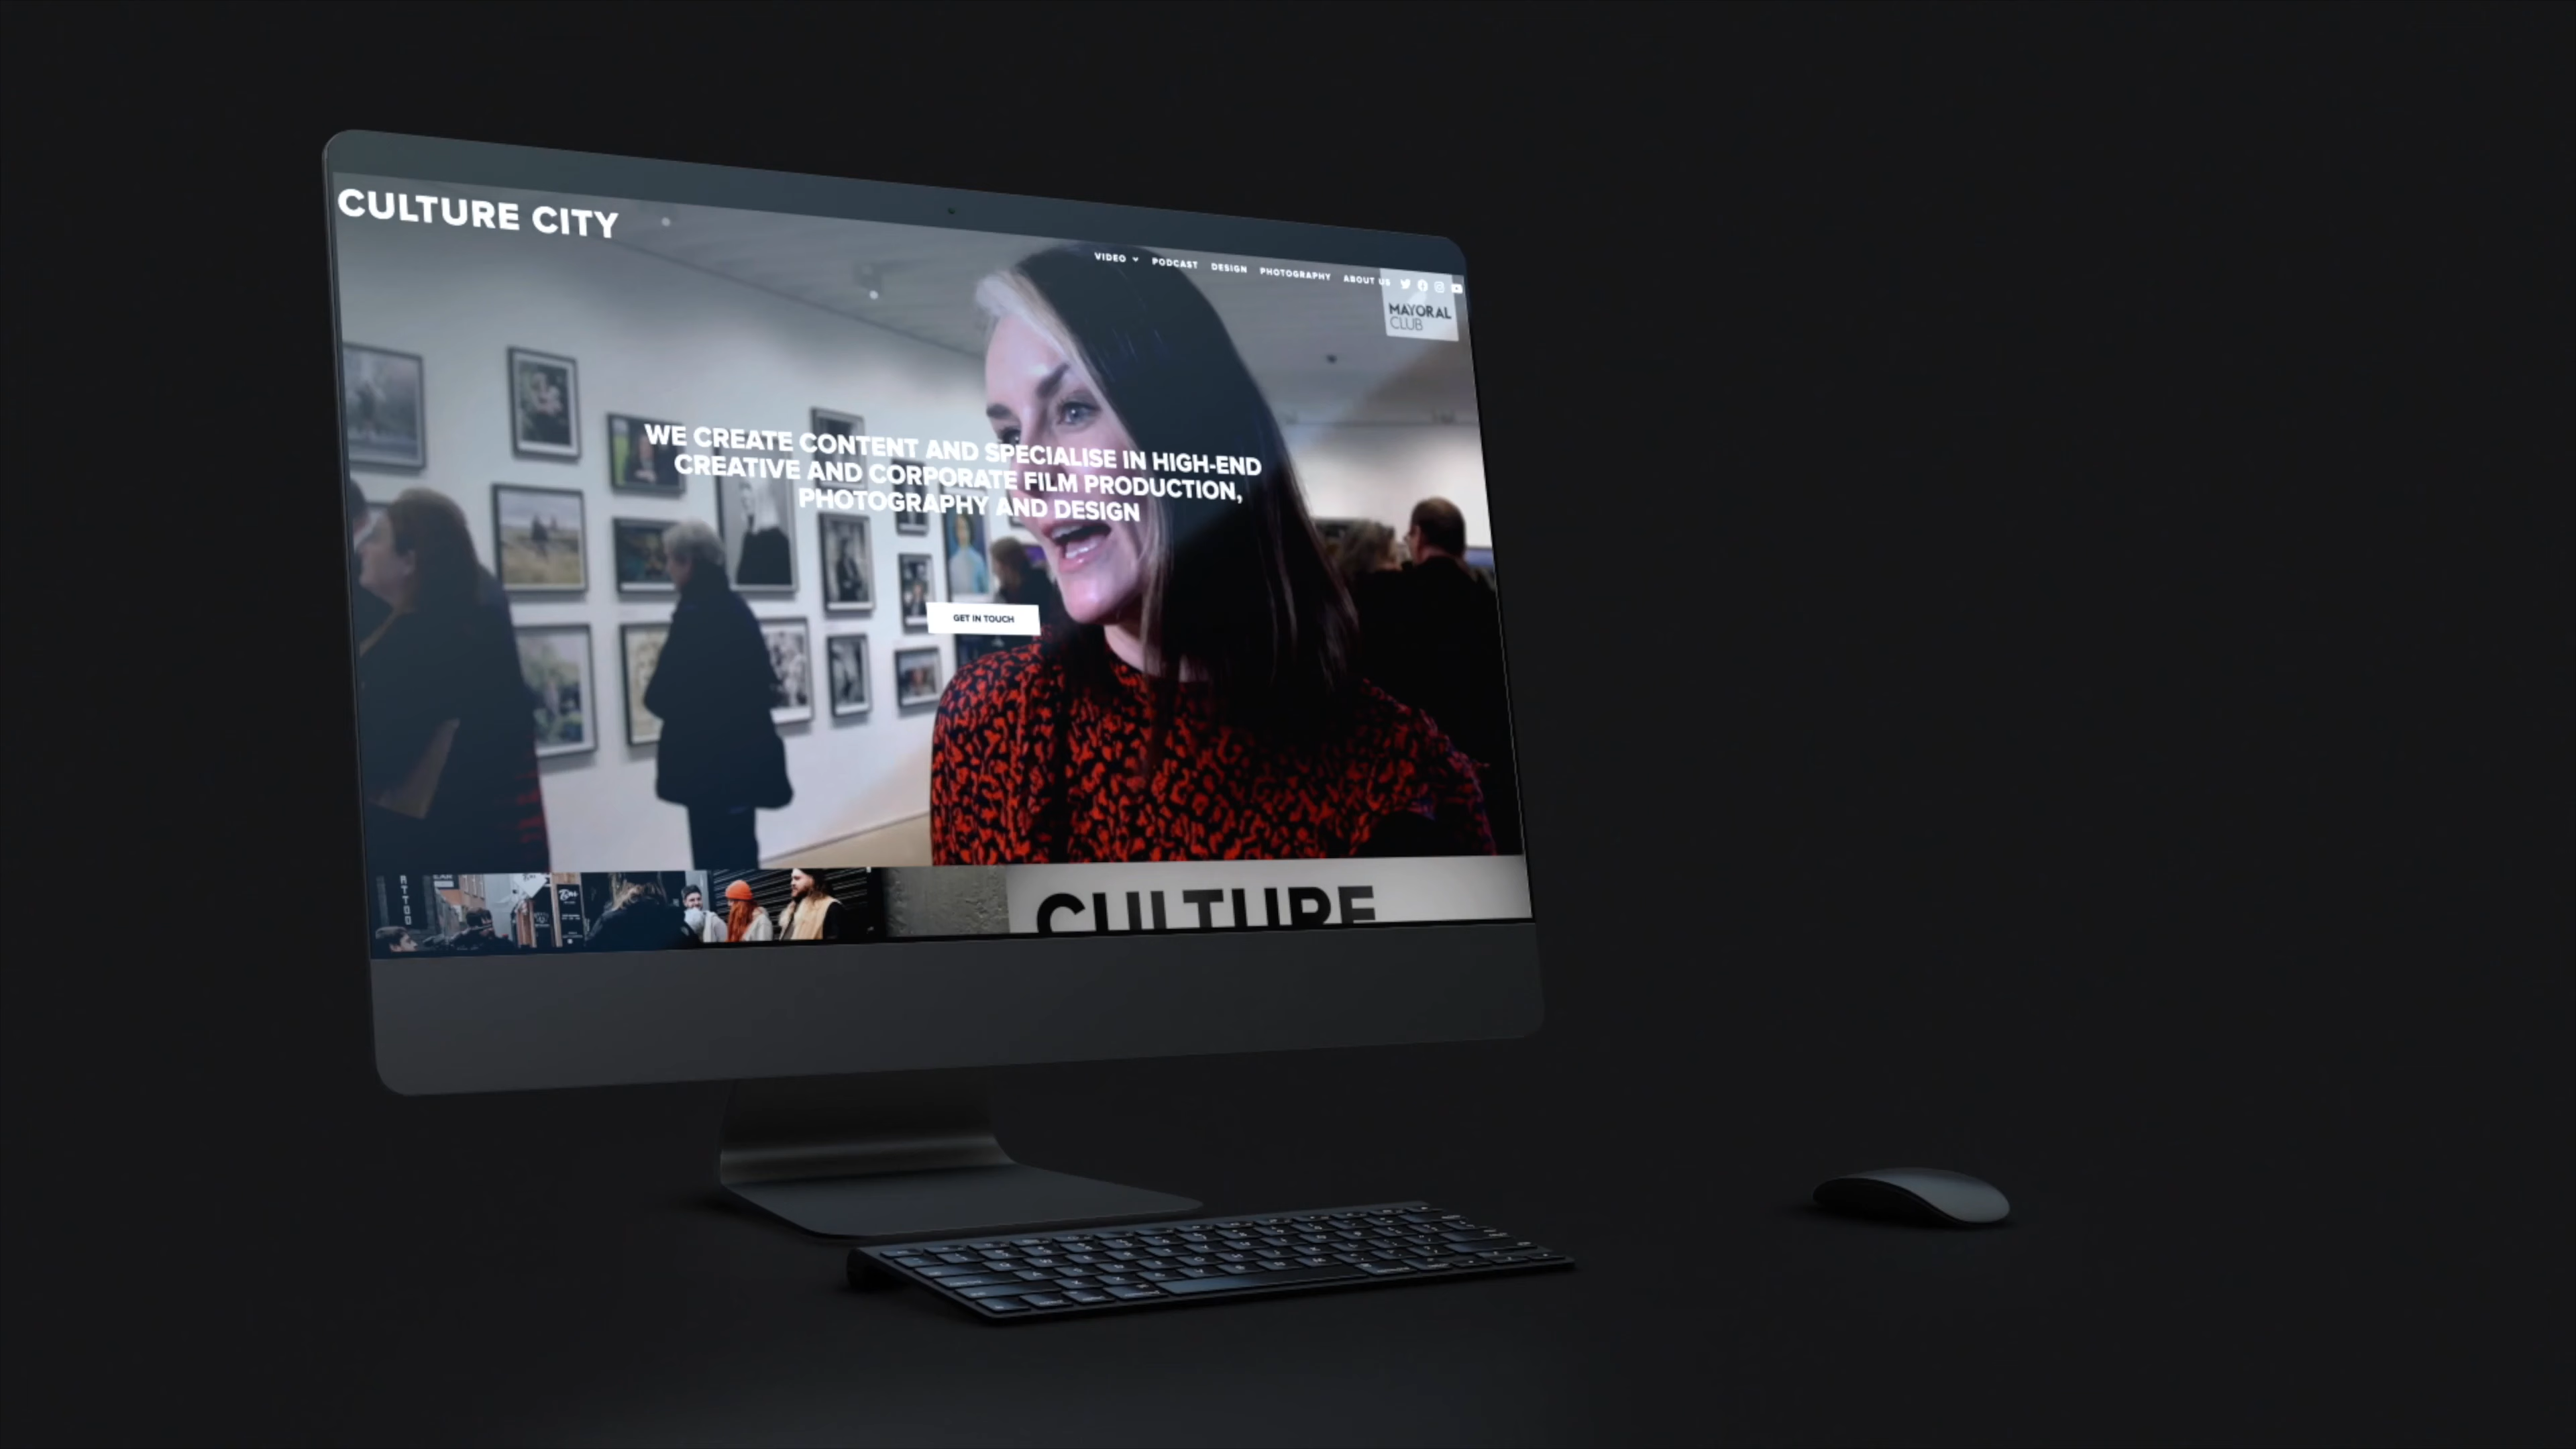 CULTURE CITY
VIDEO PODCAST DESIGN PHOTOGRAPHY ABOUT US
MAYORAL
CLUB
WE CREATE CONTENT AND SPECIALISE IN HIGH-END
CREATIVE AND CORPORATE FILM PRODUCTION,
PHOTOGRAPHY AND DESIGN
GET IN TOUCH
CULTURE